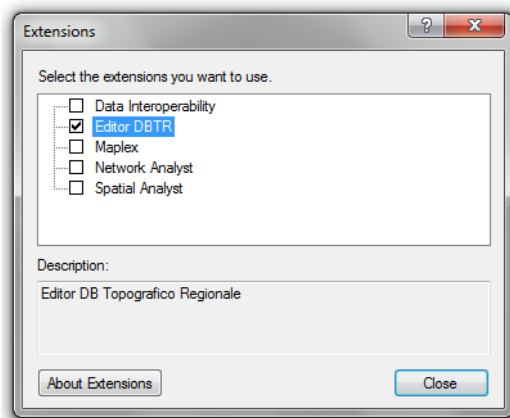 Extensions
Select the extensions you want to use.
Data Interoperability
Editor DBTR
Maplex
Network Analyst
Spatial Analyst
Description:
Editor DB Topografico Regionale
About Extensions
Close